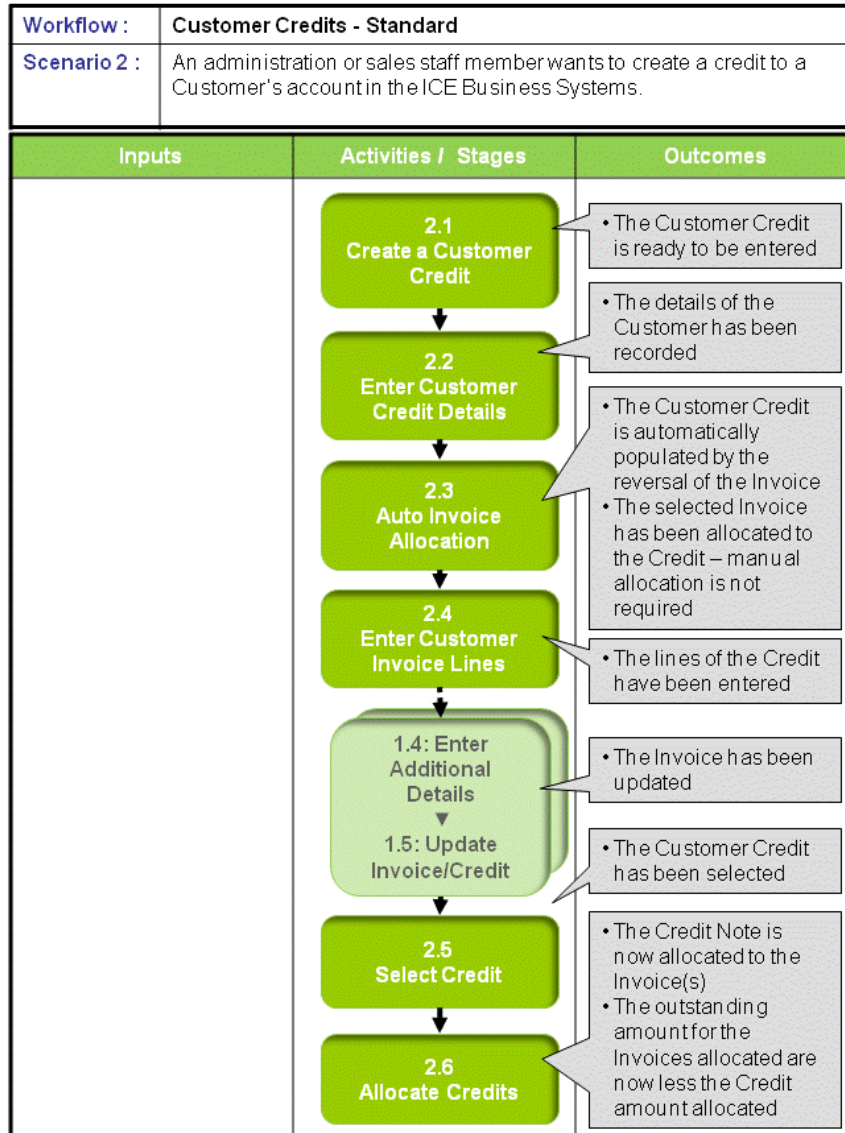 Workflow :
Customer Credits - Standard
Scenario 2 :
An administration or sales staff member wants to create a credit to a
Customer's account in the ICE Business Systems.
Inputs
Activities / Stages
Outcomes
2.1
Create a Customer
Credit
• The Customer Credit
is ready to be entered
2.2
Enter Customer
Credit Details
• The details of the
Customer has been
recorded
2.3
Auto Invoice
Allocation
• The Customer Credit
is automatically
populated by the
reversal of the Invoice
• The selected Invoice
has been allocated to
the Credit – manual
allocation is not
required
2.4
Enter Customer
Invoice Lines
• The lines of the Credit
have been entered
1.4: Enter
Additional
Details
▼
1.5: Update
Invoice/Credit
• The Invoice has been
updated
• The Customer Credit
has been selected
2.5
Select Credit
• The Credit Note is
now allocated to the
Invoice(s)
• The outstanding
amount for the
Invoices allocated are
now less the Credit
amount allocated
2.6
Allocate Credits